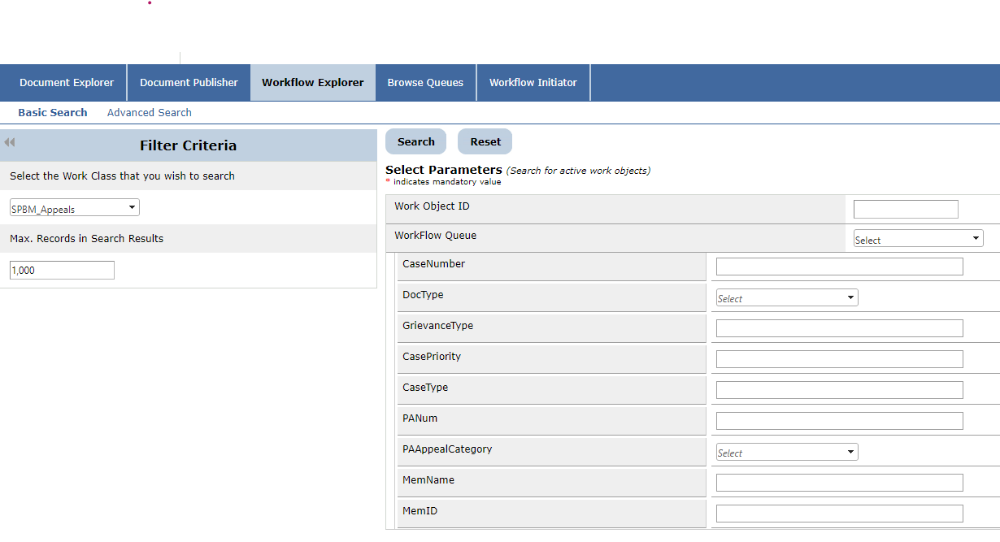 Document Explorer Document Publisher Workflow Explorer Browse Queues Workflow Initiator
Basic Search Advanced Search
Filter Criteria
Select the Work Class that you wish to search
SPBM_Appeals
Max. Records in Search Results
1,000
Search Reset
Select Parameters (Search for active work objects)
* indicates mandatory value
Work Object ID
WorkFlow Queue Select
CaseNumber
DocType Select
GrievanceType
CasePriority
CaseType
PANum
PAAppealCategory Select
MemName
MemID